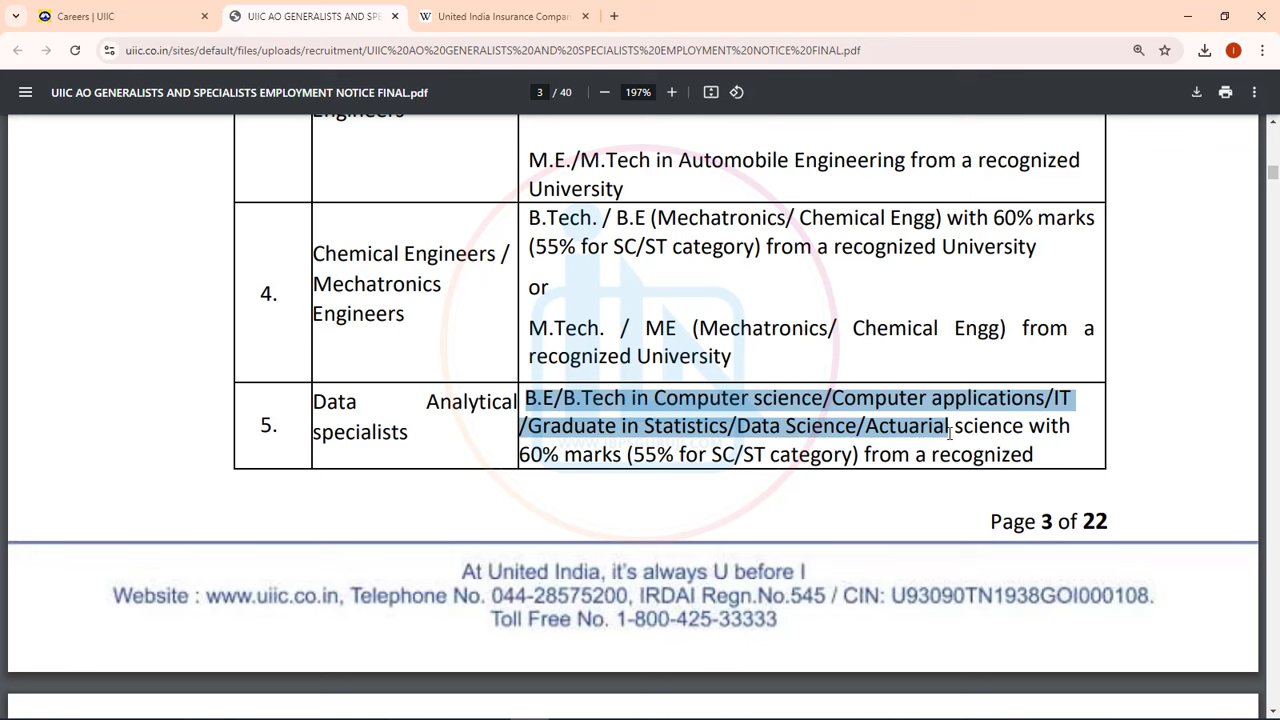 Careers | UIIC
UIIC AO GENERALISTS AND SPE
United India Insurance Compan
uiic.co.in/sites/default/files/uploads/recruitment/UIIC%20AO%20GENERALISTS%20AND%20SPECIALISTS%20EMPLOYMENT%20NOTICE%20FINAL.pdf
UIIC AO GENERALISTS AND SPECIALISTS EMPLOYMENT NOTICE FINAL.pdf
3 / 40
197%
Engineers
M.E./M.Tech in Automobile Engineering from a recognized
University
4.
Chemical Engineers /
Mechatronics
Engineers
B.Tech. / B.E (Mechatronics/ Chemical Engg) with 60% marks
(55% for SC/ST category) from a recognized University
or
M.Tech. / ME (Mechatronics/ Chemical Engg) from a
recognized University
5.
Data Analytical
specialists
B.E/B.Tech in Computer science/Computer applications/IT
/Graduate in Statistics/Data Science/Actuarial science with
60% marks (55% for SC/ST category) from a recognized
Page 3 of 22
At United India, it's always U before I
Website : www.uiic.co.in, Telephone No. 044-28575200, IRDAI Regn.No.545 / CIN: U93090TN1938GOI000108.
Toll Free No. 1-800-425-33333